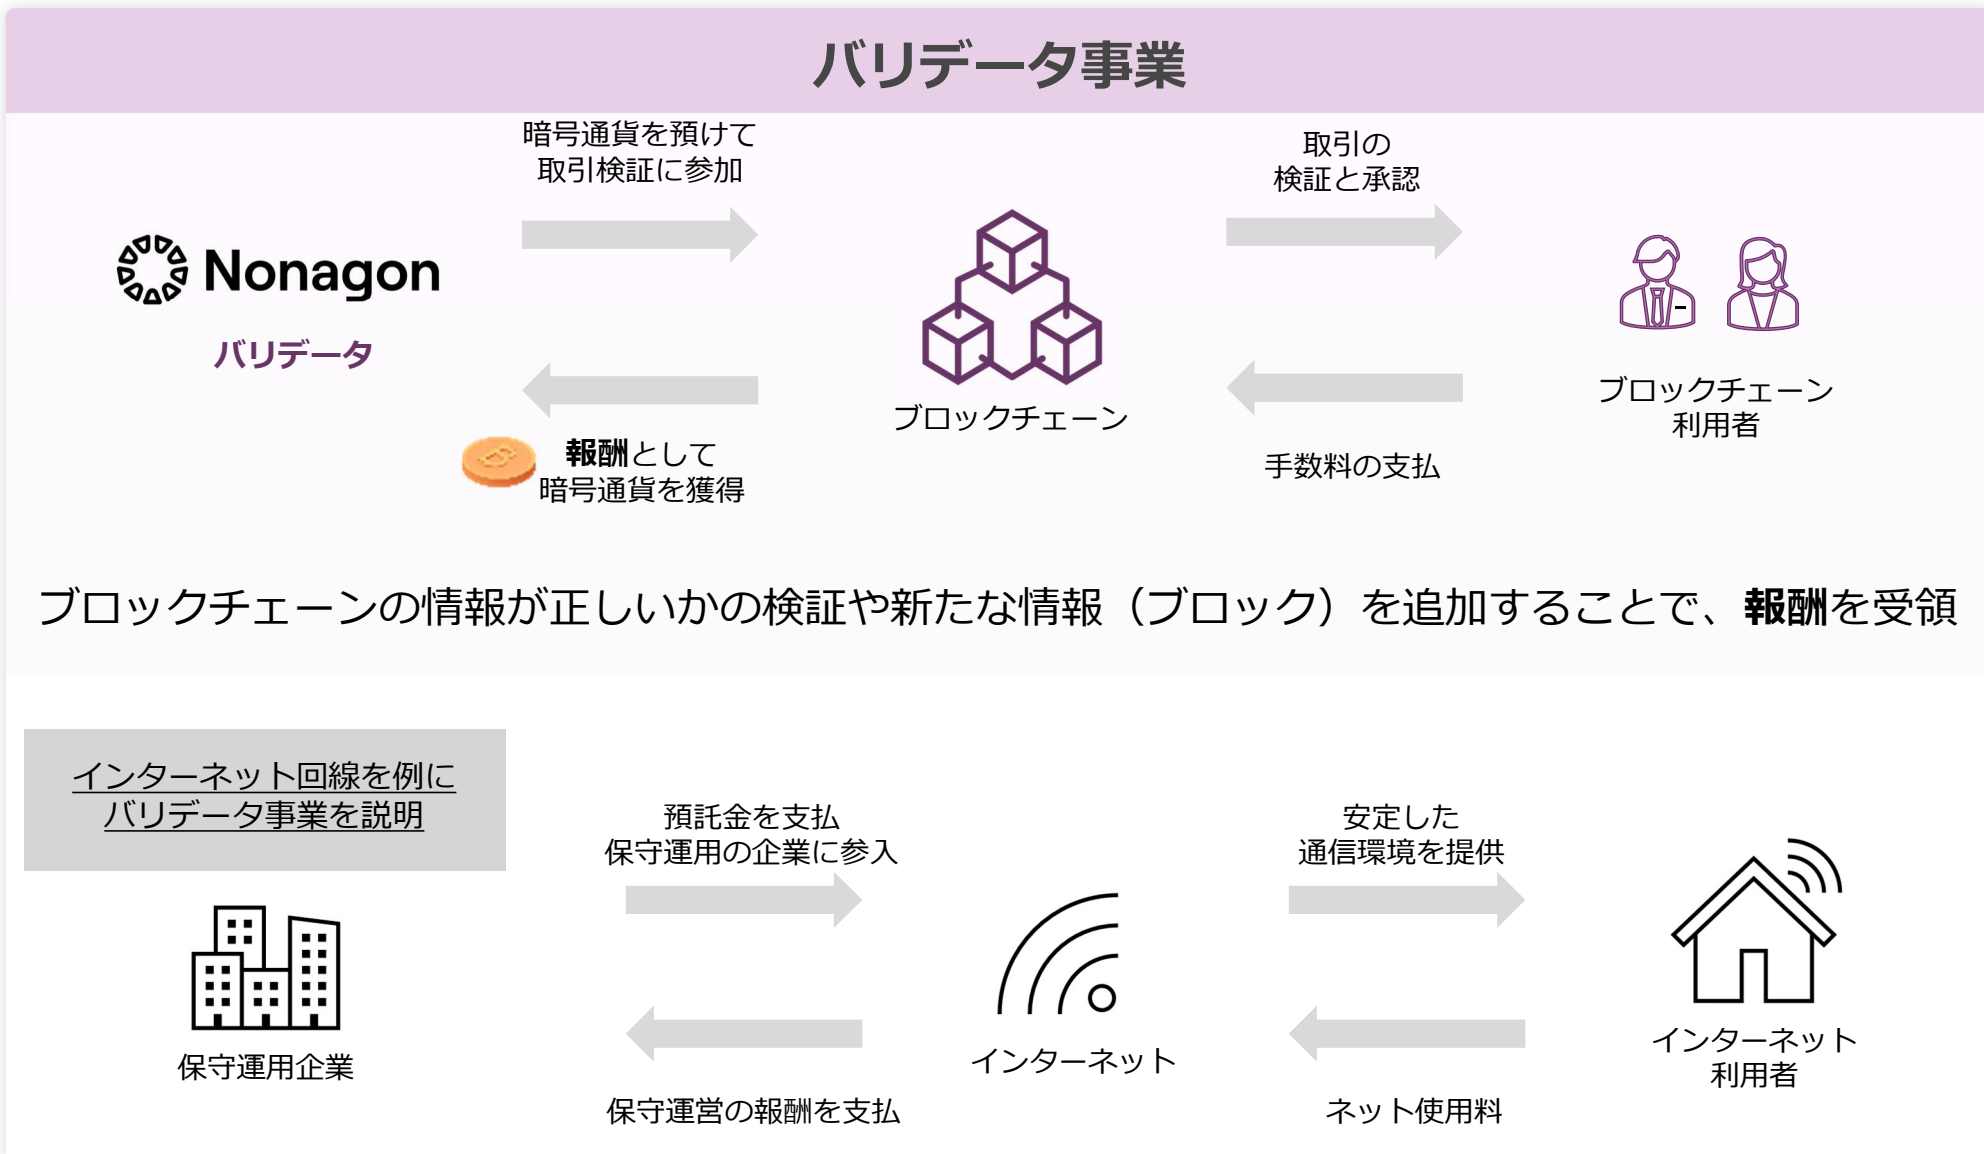 バリデータ事業
暗号通貨を預けて
取引検証に参加
取引の
検証と承認
Nonagon
バリデータ
ブロックチェーン
ブロックチェーン
利用者
報酬として
暗号通貨を獲得
手数料の支払
ブロックチェーンの情報が正しいかの検証や新たな情報（ブロック）を追加することで、報酬を受領
インターネット回線を例に
バリデータ事業を説明
預託金を支払
保守運用の企業に参入
安定した
通信環境を提供
保守運用企業
インターネット
インターネット
利用者
保守運営の報酬を支払
ネット使用料